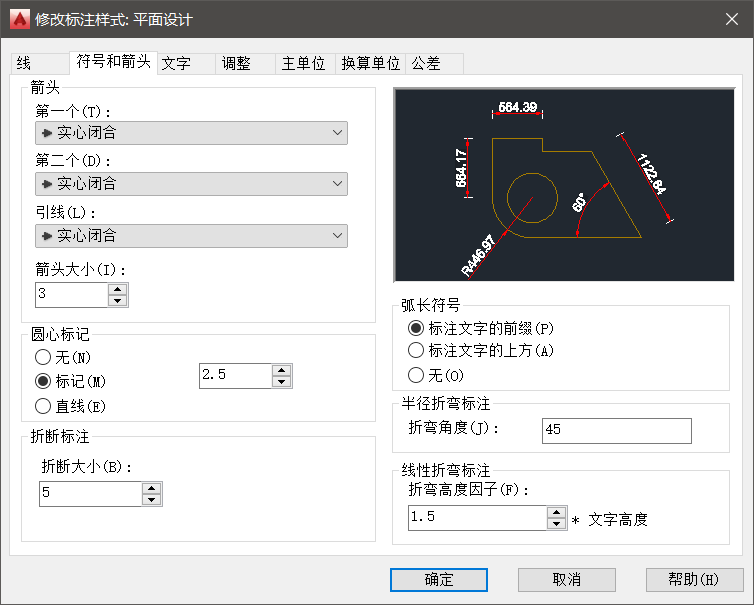 修改标注样式: 平面设计
线 符号和箭头 文字 调整 主单位 换算单位 公差
箭头
第一个(T):
实心闭合
第二个(D):
实心闭合
引线(L):
实心闭合
箭头大小(I):
3
圆心标记
无(N)
标记(M)
2.5
直线(E)
折断标注
折断大小(B):
5
564.39
664.17
1122.64
60°
R446.97
弧长符号
标注文字的前缀(P)
标注文字的上方(A)
无(O)
半径折弯标注
折弯角度(J):
45
线性折弯标注
折弯高度因子(F):
1.5
* 文字高度
确定 取消 帮助(H)